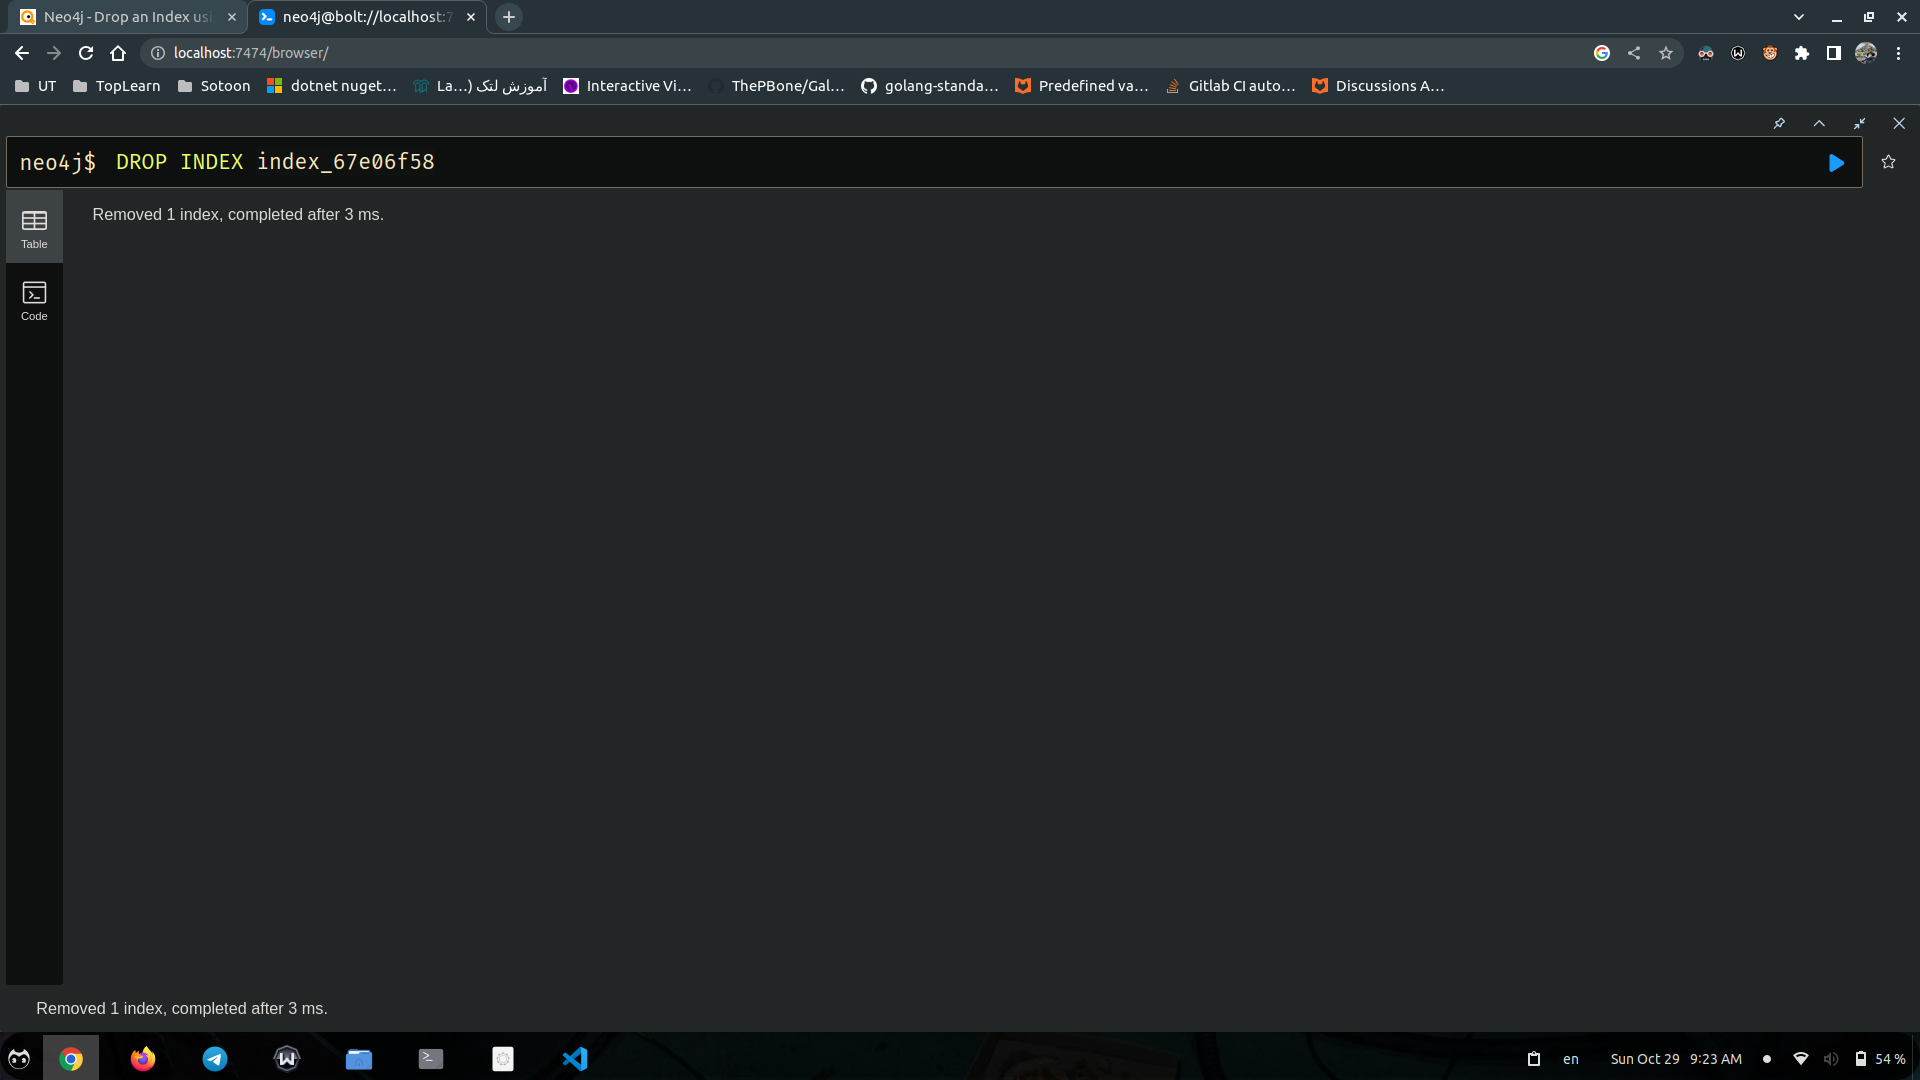 Neo4j - Drop an Index usi
neo4j@bolt://localhost:7
localhost:7474/browser/
UT
TopLearn
Sotoon
dotnet nuget...
آموزش لتک (...La
Interactive Vi...
ThePBone/Gal...
golang-standa...
Predefined va...
Gitlab CI auto...
Discussions A...
neo4j$ DROP INDEX index_67e06f58
Removed 1 index, completed after 3 ms.
Table
Code
Removed 1 index, completed after 3 ms.
en
Sun Oct 29 9:23 AM
54 %